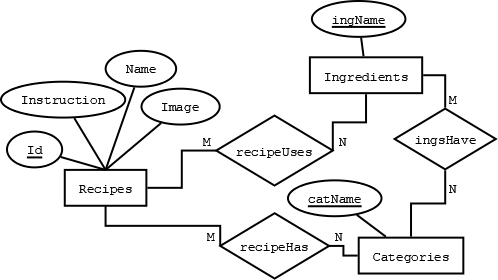 ingName
Name
Ingredients
Instruction
Image
M
M
N
ingsHave
Id
recipeUses
Recipes
N
catName
M
N
recipeHas
Categories